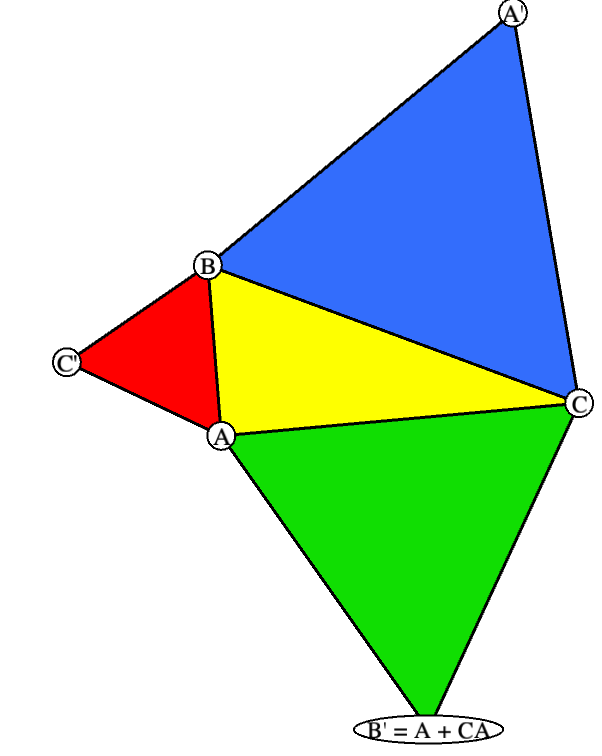 A'
B
C'
C
A
B' = A + CA